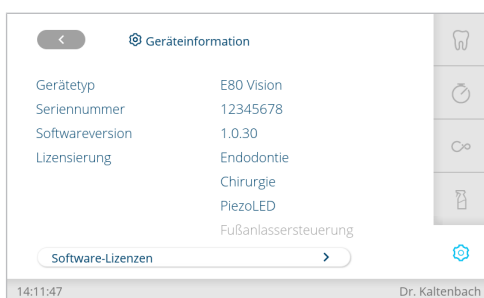 Geräteinformation
Gerätetyp E80 Vision
Seriennummer 12345678
Softwareversion 1.0.30
Lizensierung Endodontie
Chirurgie
PiezoLED
Fußanlassersteuerung
Software-Lizenzen
14:11:47 Dr. Kaltenbach